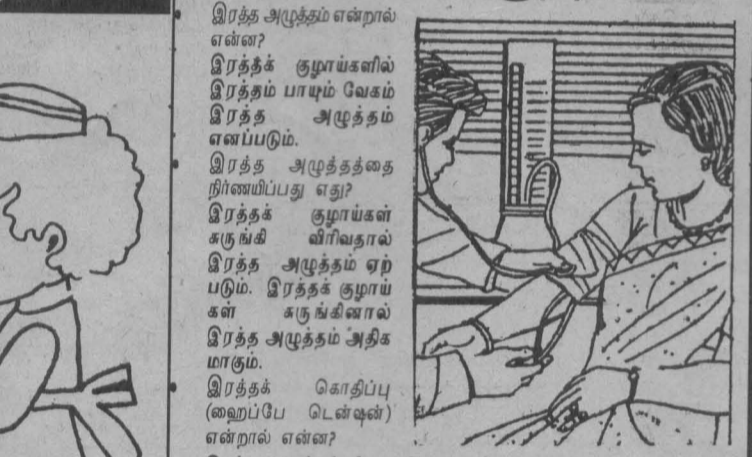 இரத்த அழுத்தம் என்றால்
என்ன?
இரத்தக் குழாய்களில்
இரத்தம் பாயும் வேகம்
இரத்த அழுத்தம்
எனப்படும்.
இரத்த அழுத்தத்தை
நிர்ணயிப்பது எது?
இரத்தக் குழாய்கள்
சுருங்கி விரிவதால்
இரத்த அழுத்தம் ஏற்
படும். இரத்தக் குழாய்
கள் சுருங்கினால்
இரத்த அழுத்தம் அதிக
மாகும்.
இரத்தக் கொதிப்பு
(ஹைப்பே டென்ஷன்)
என்றால் என்ன?